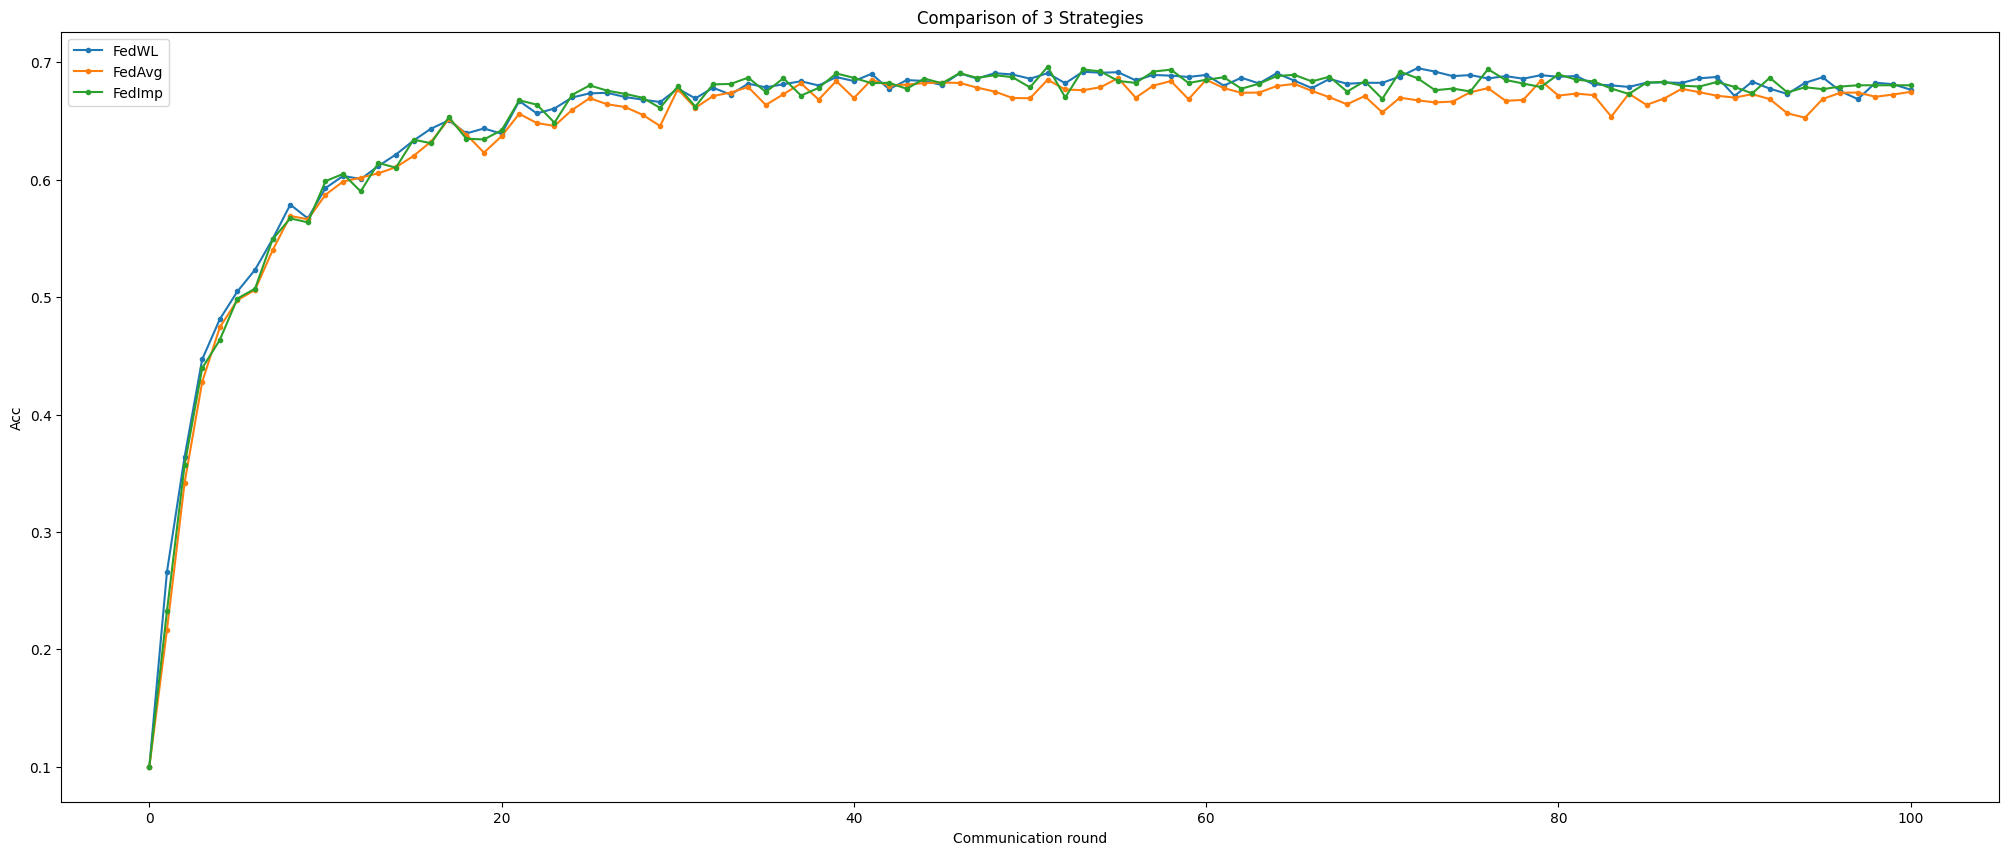 Comparison of 3 Strategies
FedWL
FedAvg
FedImp
0.7
0.6
0.5
0.4
0.3
0.2
0.1
Acc
0 20 40 60 80 100
Communication round